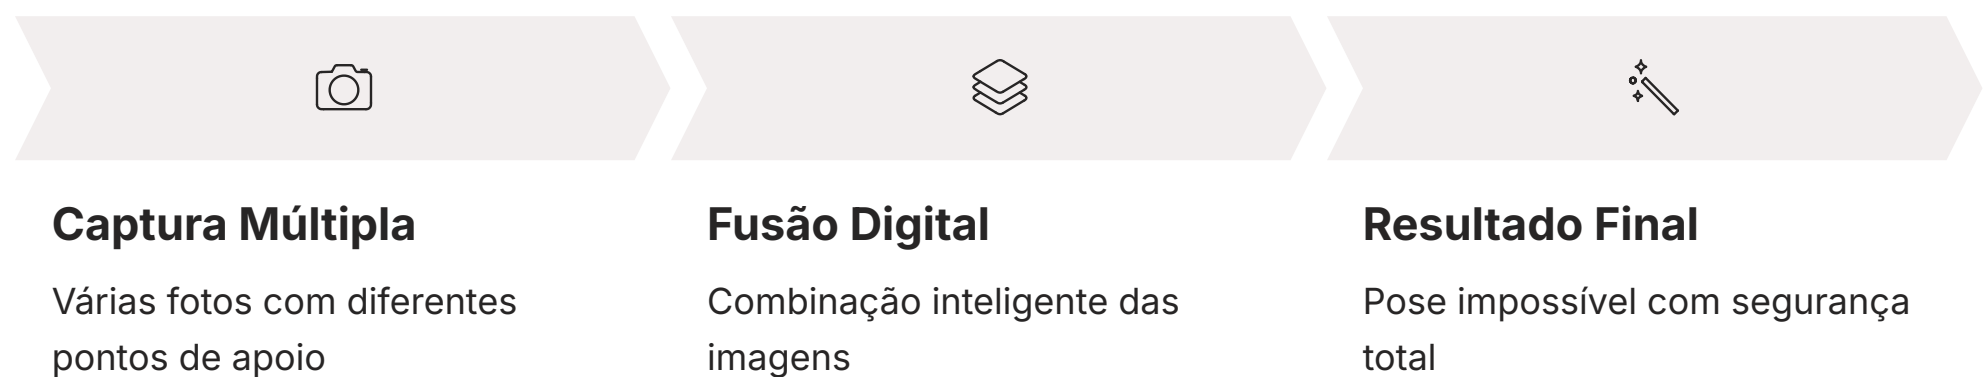 Captura Múltipla
Várias fotos com diferentes
pontos de apoio
Fusão Digital
Combinação inteligente das
imagens
Resultado Final
Pose impossível com segurança
total